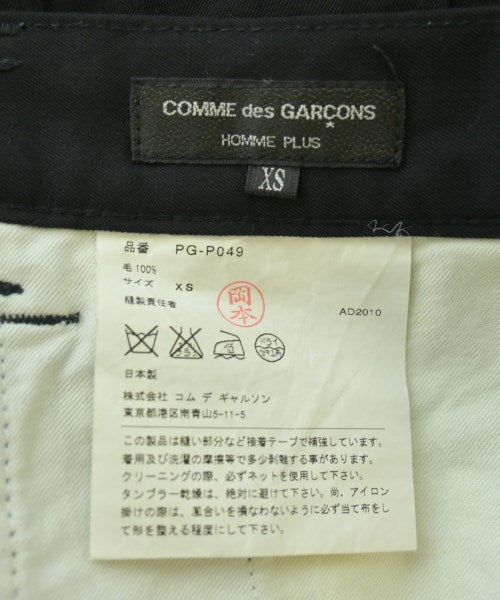 COMME des GARÇONS
HOMME PLUS
XS
品番 PG-P049
毛100%
サイズ XS
縫製責任者 岡本
AD2010
ドライ
日本製
株式会社 コム デ ギャルソン
東京都港区南青山5-11-5
この製品は縫い部分など接着テープで補強しています。
着用及び洗濯の摩擦等で多少剥離する事があります。
クリーニングの際、必ずネットを使用して下さい。
タンブラー乾燥は、絶対に避けて下さい。尚、アイロン
掛けの際は、風合いを損なわないように必ず当て布をし
て形を整える程度にして下さい。